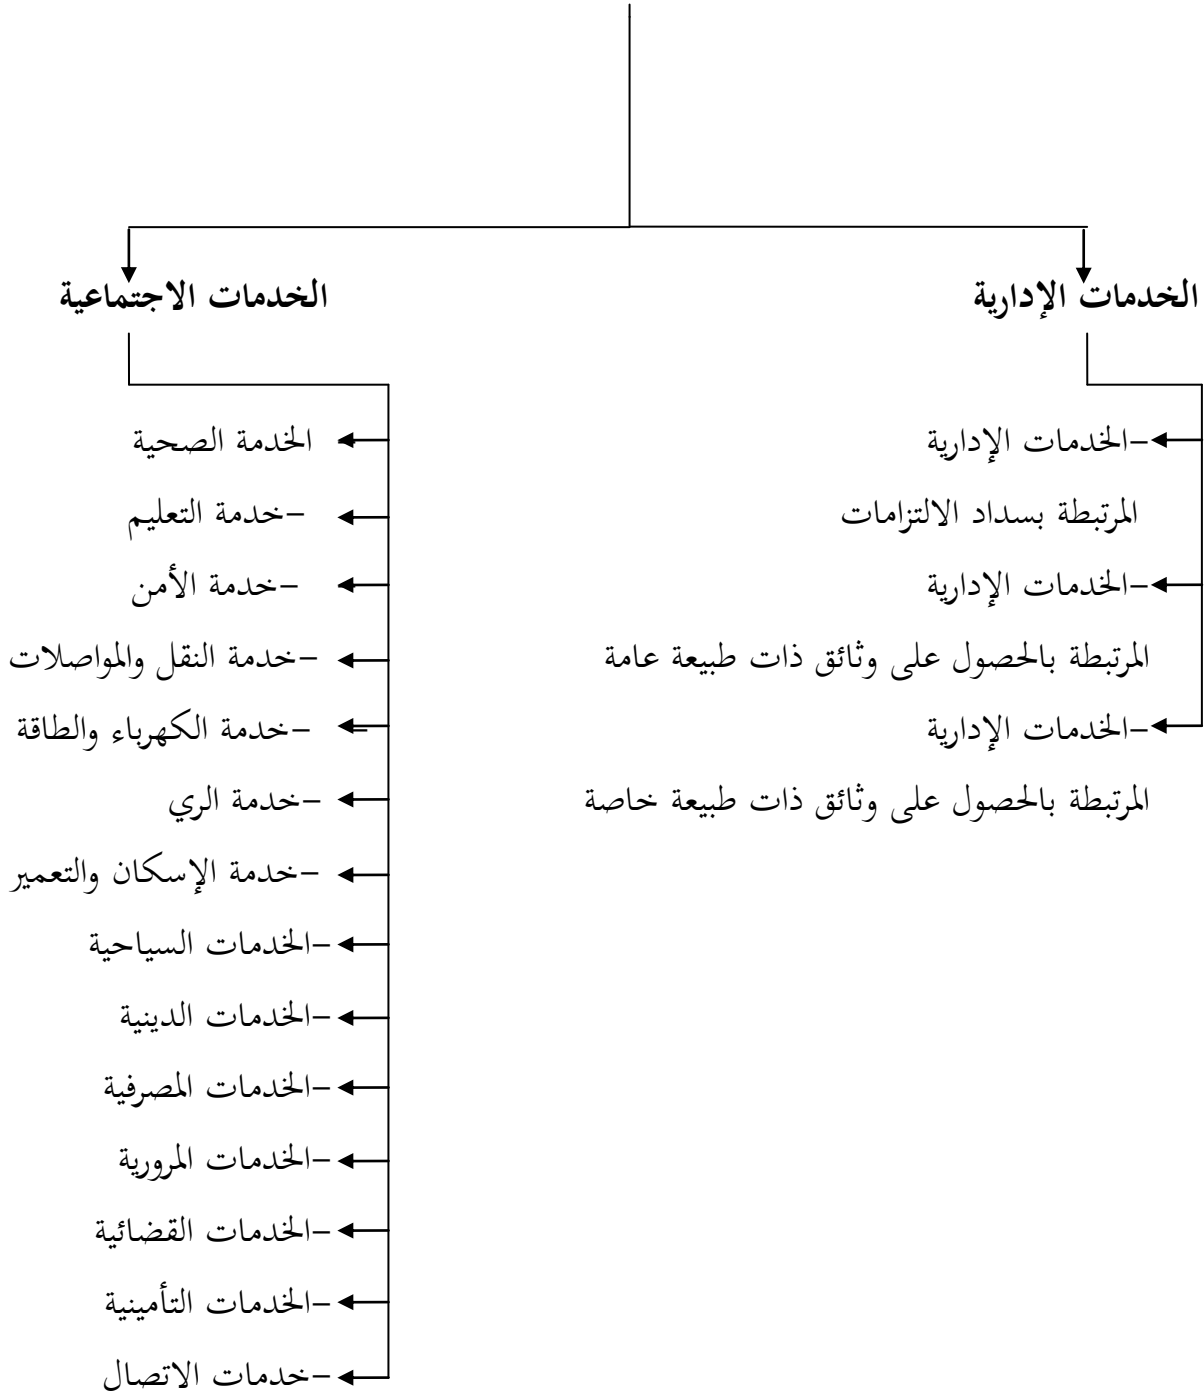 الخدمات الإدارية
–الخدمات الإدارية
المرتبطة بسداد الالتزامات
–الخدمات الإدارية
المرتبطة بالحصول على وثائق ذات طبيعة عامة
–الخدمات الإدارية
المرتبطة بالحصول على وثائق ذات طبيعة خاصة
الخدمات الاجتماعية
الخدمة الصحية
–خدمة التعليم
–خدمة الأمن
–خدمة النقل والمواصلات
–خدمة الكهرباء والطاقة
–خدمة الري
–خدمة الإسكان والتعمير
–الخدمات السياحية
–الخدمات الدينية
–الخدمات المصرفية
–الخدمات المرورية
–الخدمات القضائية
–الخدمات التأمينية
–خدمات الاتصال